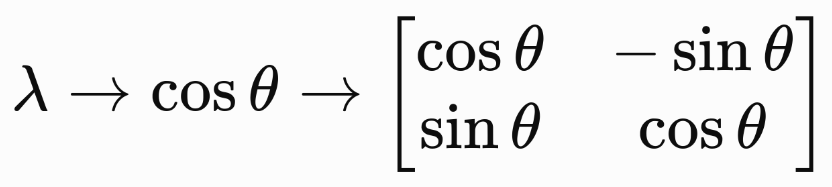 λ → cos θ → [cos θ − sin θ
sin θ cos θ]